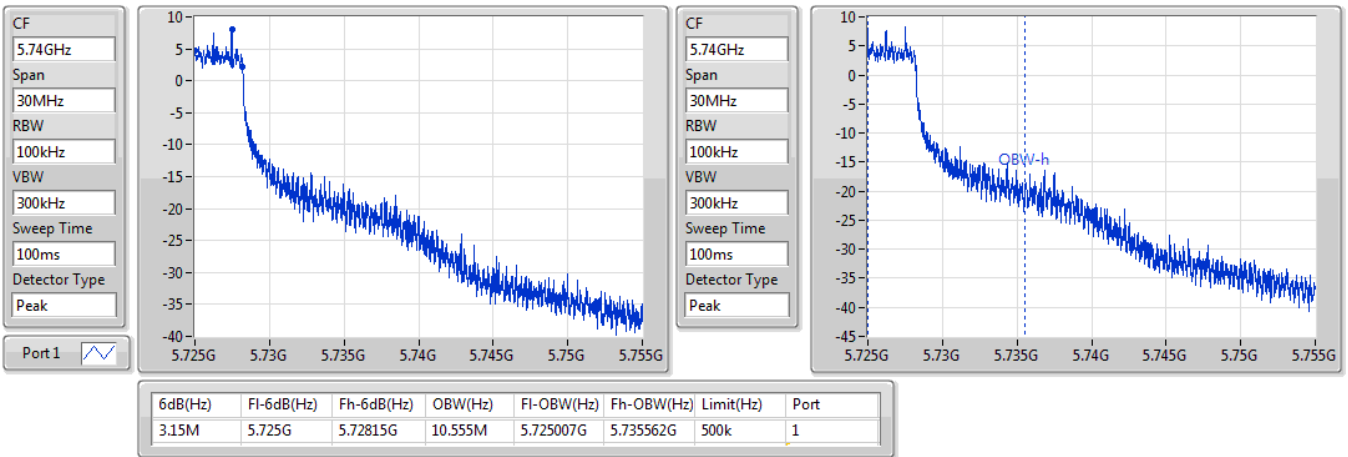 CF
5.74GHz
Span
30MHz
RBW
100kHz
VBW
300kHz
Sweep Time
100ms
Detector Type
Peak
Port 1
10
5
0
-5
-10
-15
-20
-25
-30
-35
-40
5.725G 5.73G 5.735G 5.74G 5.745G 5.75G 5.755G
CF
5.74GHz
Span
30MHz
RBW
100kHz
VBW
300kHz
Sweep Time
100ms
Detector Type
Peak
10
5
0
-5
-10
-15
-20
-25
-30
-35
-40
-45
OBW-h
5.725G 5.73G 5.735G 5.74G 5.745G 5.75G 5.755G
6dB(Hz) Fl-6dB(Hz) Fh-6dB(Hz) OBW(Hz) Fl-OBW(Hz) Fh-OBW(Hz) Limit(Hz) Port
3.15M 5.725G 5.72815G 10.555M 5.725007G 5.735562G 500k 1